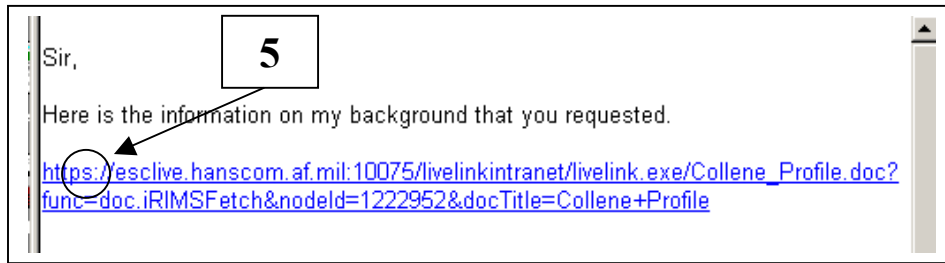 Sir,
5
Here is the information on my background that you requested.
https://esclive.hanscom.af.mil:10075/livelinkintranet/livelink.exe/Collene_Profile.doc?
func=doc.iRIMSFetch&nodeId=1222952&docTitle=Collene+Profile